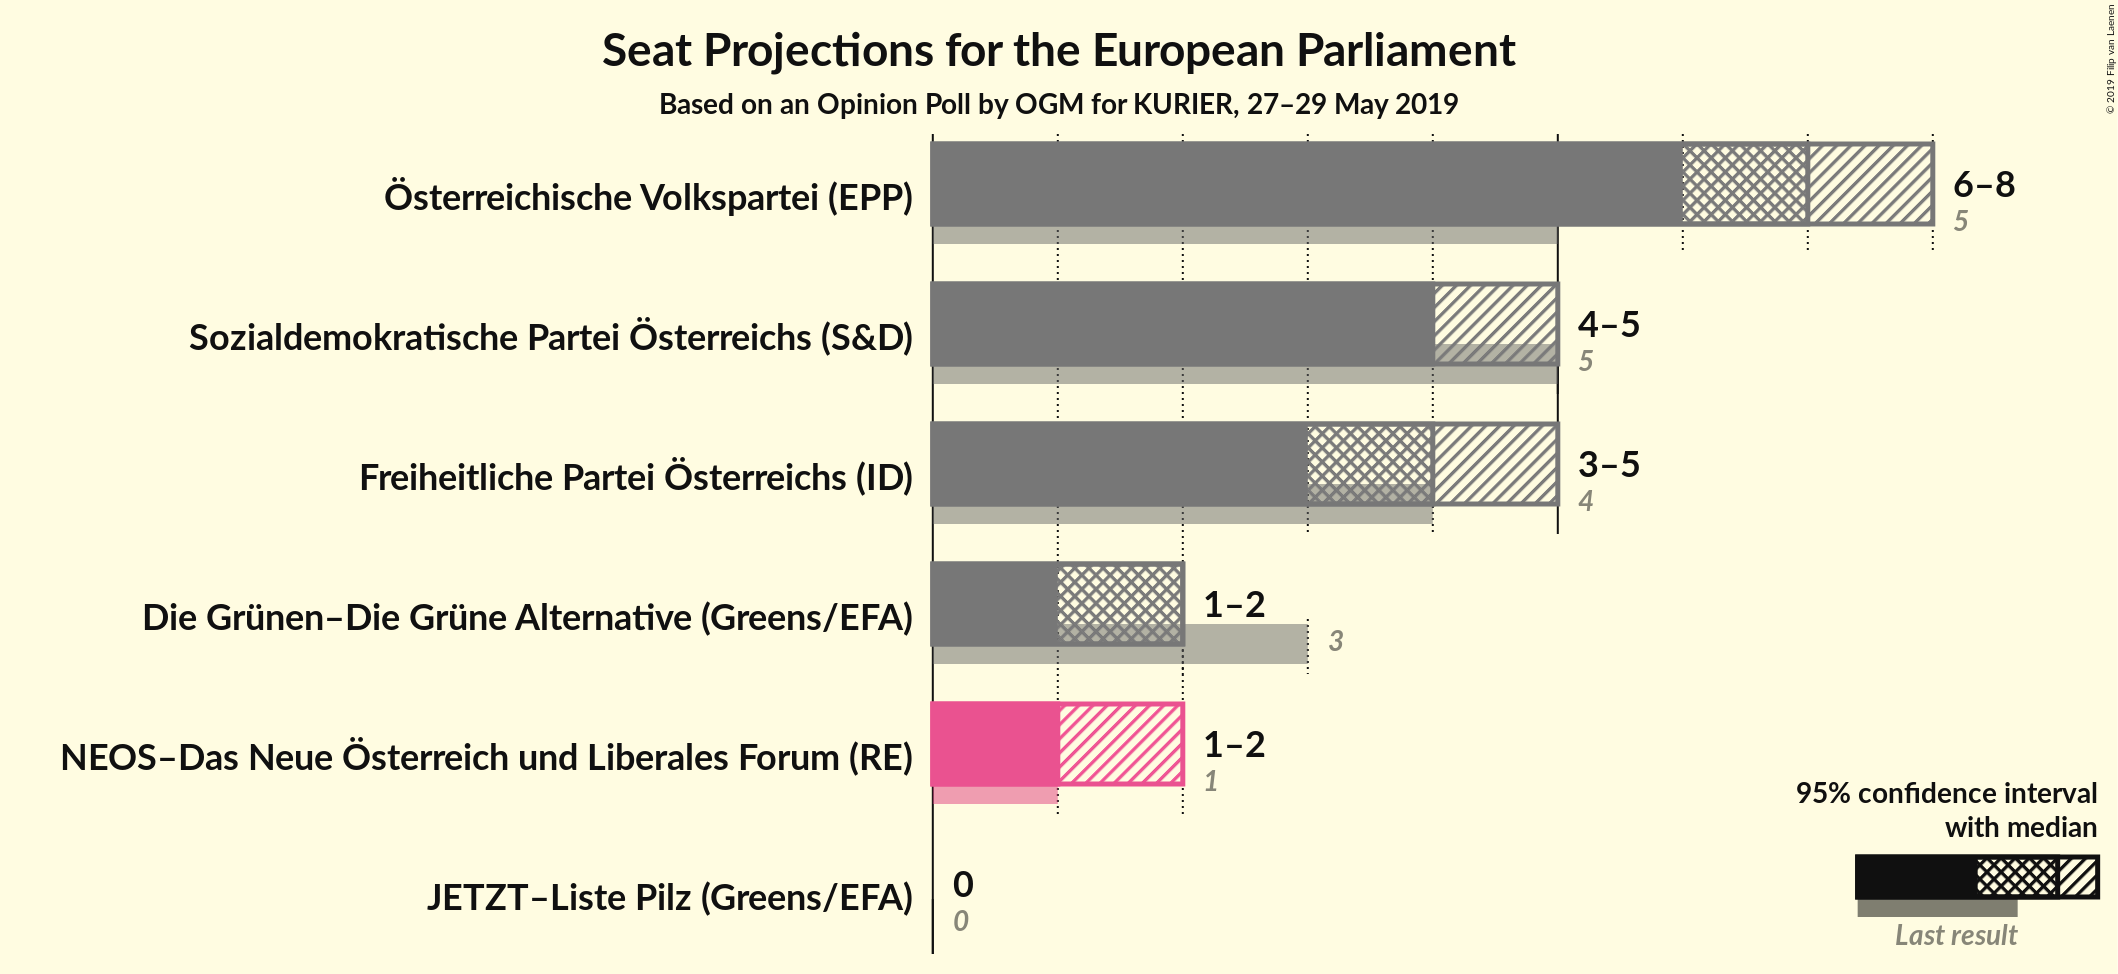 Seat Projections for the European Parliament
Based on an Opinion Poll by OGM for KURIER, 27–29 May 2019
© 2019 Filip van Laenen
Österreichische Volkspartei (EPP)
6–8
5
Sozialdemokratische Partei Österreichs (S&D)
4–5
5
Freiheitliche Partei Österreichs (ID)
3–5
4
Die Grünen–Die Grüne Alternative (Greens/EFA)
1–2
3
NEOS–Das Neue Österreich und Liberales Forum (RE)
1–2
1
JETZT–Liste Pilz (Greens/EFA)
0
0
95% confidence interval
with median
Last result